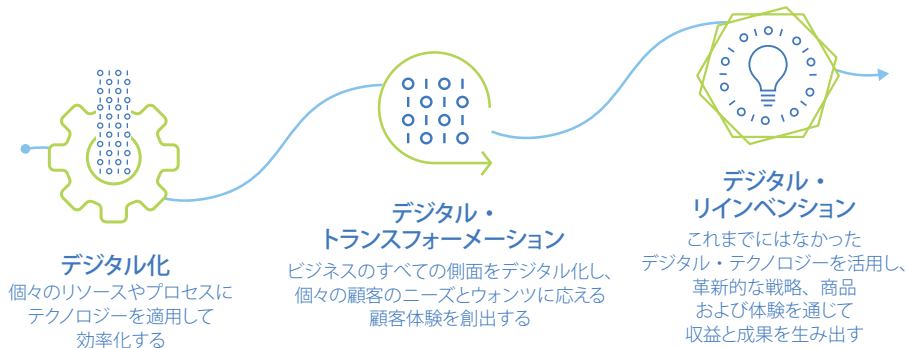 デジタル化
個々のリソースやプロセスに
テクノロジーを適用して
効率化する
デジタル・
トランスフォーメーション
ビジネスのすべての側面をデジタル化し、
個々の顧客のニーズとウォンツに応える
顧客体験を創出する
デジタル・
リインベンション
これまでにはなかった
デジタル・テクノロジーを活用し、
革新的な戦略、商品
および体験を通じて
収益と成果を生み出す